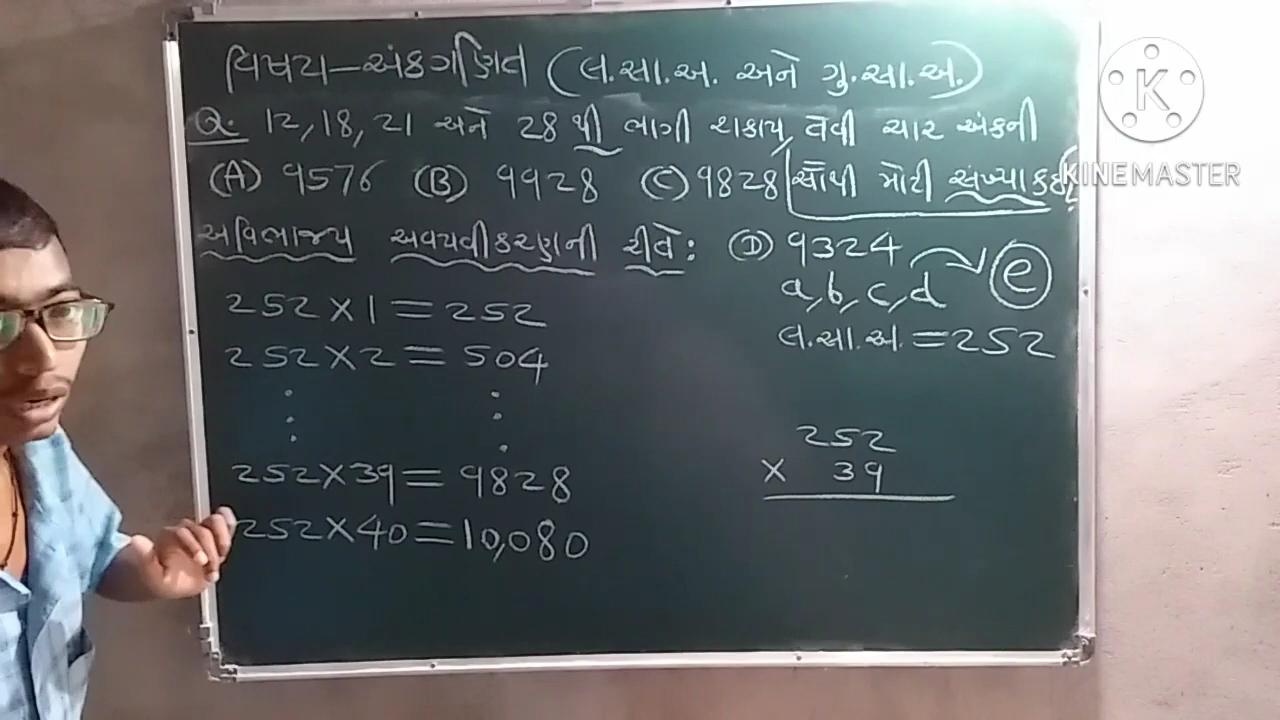 વિષય-અંકગણિત (લ.સા.અ. અને ગુ.સા.અ.)
Q. 12, 18, 21 અને 28 થી ભાગી શકાય, તેવી ચાર અંકની
સૌથી મોટી સંખ્યા કઈ?
(A) 9576 (B) 9928 (C) 9828
(D) 9324
e
a, b, c, d
અવિભાજ્ય અવયવીકરણની રીતે:
લ.સા.અ. = 252
252 × 1 = 252
252 × 2 = 504
252 × 39 = 9828
252 × 40 = 10,080
252
× 39
K
KINEMASTER